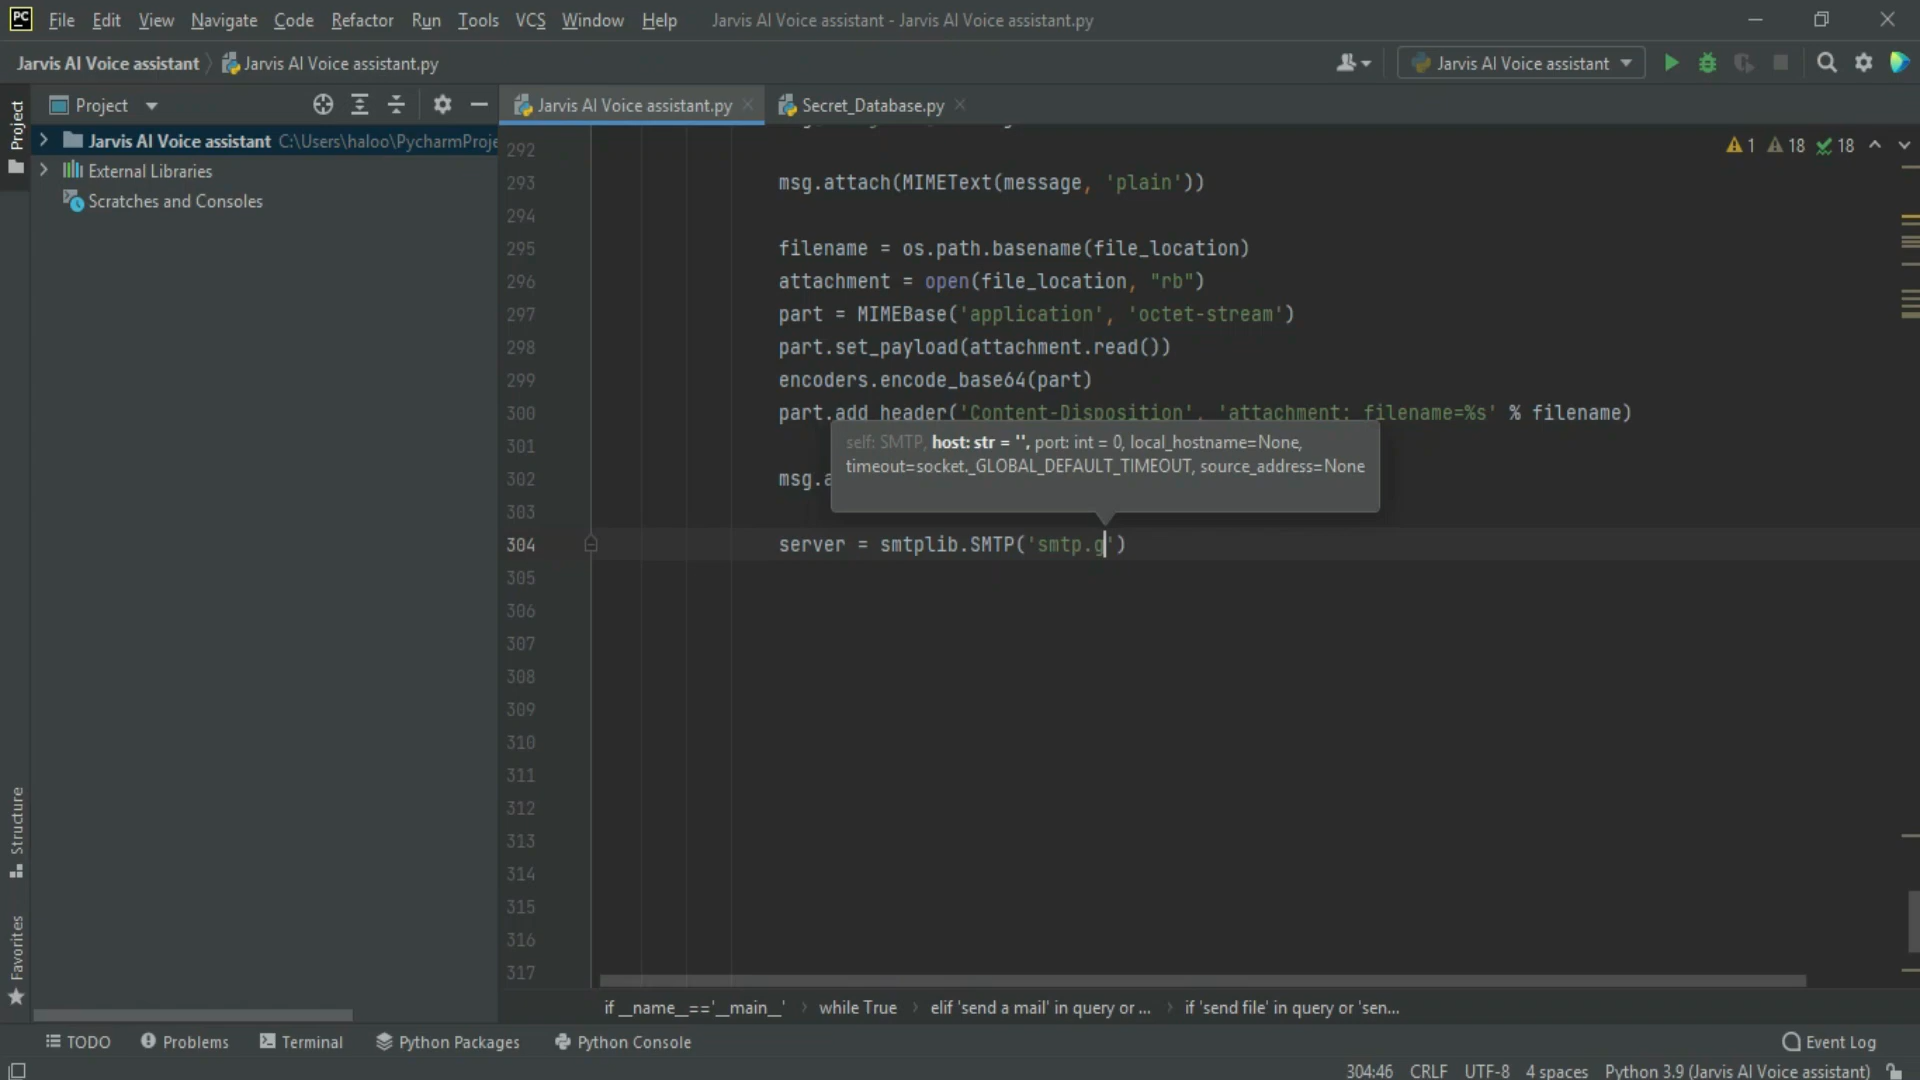 PC File Edit View Navigate Code Refactor Run Tools VCS Window Help Jarvis AI Voice assistant - Jarvis AI Voice assistant.py
Jarvis AI Voice assistant Jarvis AI Voice assistant.py Jarvis AI Voice assistant
Project Project Jarvis AI Voice assistant.py Secret_Database.py
Jarvis AI Voice assistant C:\Users\haloo\PycharmProje
External Libraries
Scratches and Consoles
1 18 18
292
293 msg.attach(MIMEText(message, 'plain'))
294
295 filename = os.path.basename(file_location)
296 attachment = open(file_location, "rb")
297 part = MIMEBase('application', 'octet-stream')
298 part.set_payload(attachment.read())
299 encoders.encode_base64(part)
300 part.add_header('Content-Disposition', 'attachment; filename=%s' % filename)
301
self: SMTP, host: str = '', port: int = 0, local_hostname=None,
timeout=socket._GLOBAL_DEFAULT_TIMEOUT, source_address=None
302 msg.a
303
304 server = smtplib.SMTP('smtp.g')
305
306
307
308
309
310
311
312
313
314
315
316
317
Structure
Favorites
if __name__=='__main__' while True elif 'send a mail' in query or ... if 'send file' in query or 'sen...
TODO Problems Terminal Python Packages Python Console Event Log
304:46 CRLF UTF-8 4 spaces Python 3.9 (Jarvis AI Voice assistant)